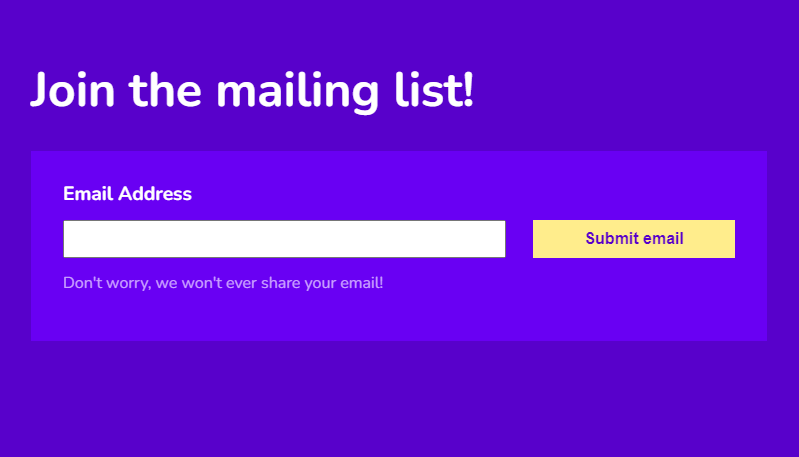 Join the mailing list!
Email Address
Submit email
Don't worry, we won't ever share your email!